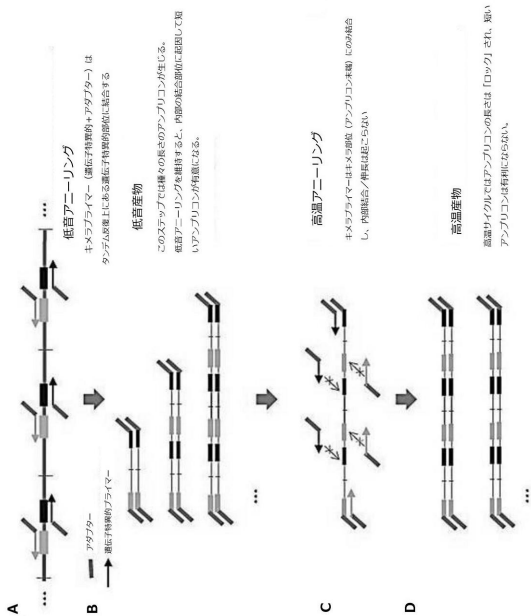 A
低音アニーリング
キメラプライマー（遺伝子特異的＋アダプター）は
タンデム反復上にある遺伝子特異的部位に結合する
アダプター
遺伝子特異的プライマー
B
低音産物
このステップでは種々の長さのアンプリコンが生じる。
低音アニーリングを維持すると、内部の結合部位に起因して短
いアンプリコンが有意になる。
C
高温アニーリング
キメラプライマーはキメラ部位（アンプリコン末端）にのみ結合
し、内部結合／伸長は起こらない
D
高温産物
高温サイクルではアンプリコンの長さは「ロック」され、短い
アンプリコンは有利にならない。